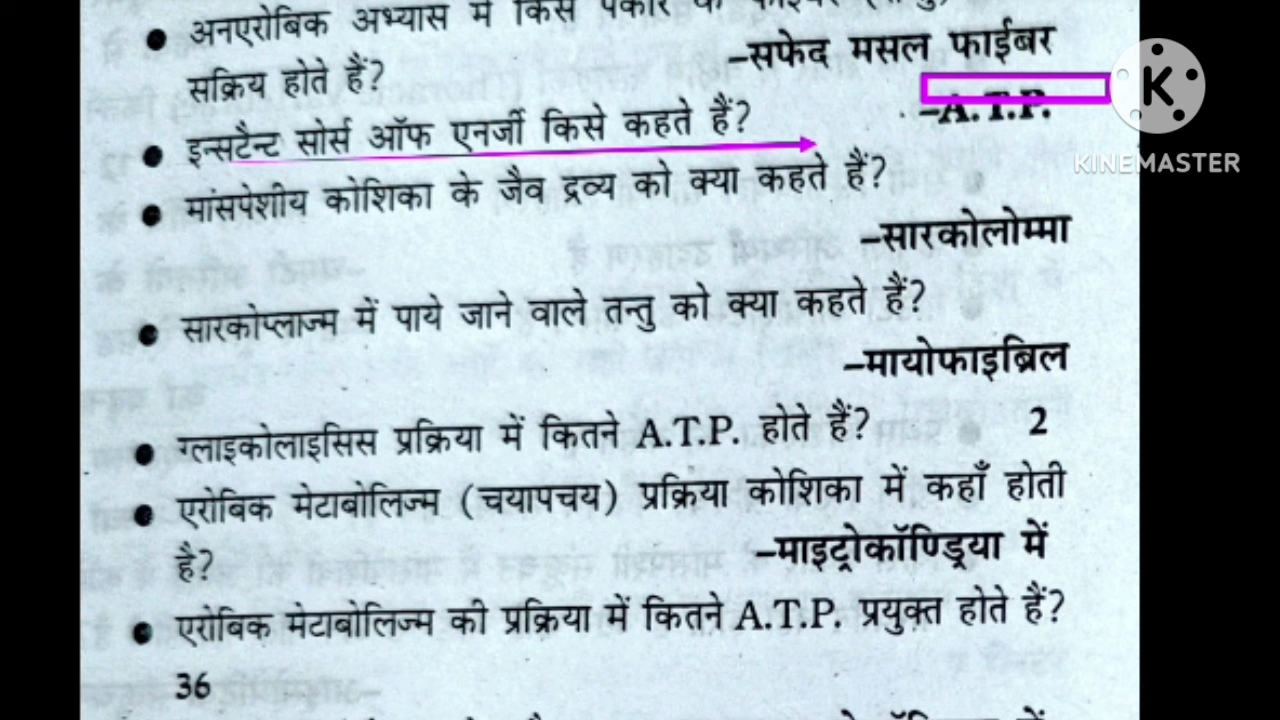 अनएरोबिक अभ्यास में किस
सक्रिय होते हैं?
–सफेद मसल फाईबर
इन्सटैन्ट सोर्स ऑफ एनर्जी किसे कहते हैं?
–A.T.P.
मांसपेशीय कोशिका के जैव द्रव्य को क्या कहते हैं?
–सारकोलोम्मा
सारकोप्लाज्म में पाये जाने वाले तन्तु को क्या कहते हैं?
–मायोफाइब्रिल
ग्लाइकोलाइसिस प्रक्रिया में कितने A.T.P. होते हैं? 2
एरोबिक मेटाबोलिज्म (चयापचय) प्रक्रिया कोशिका में कहाँ होती
है? –माइट्रोकॉण्ड्रिया में
एरोबिक मेटाबोलिज्म की प्रक्रिया में कितने A.T.P. प्रयुक्त होते हैं?
36
K
KINEMASTER